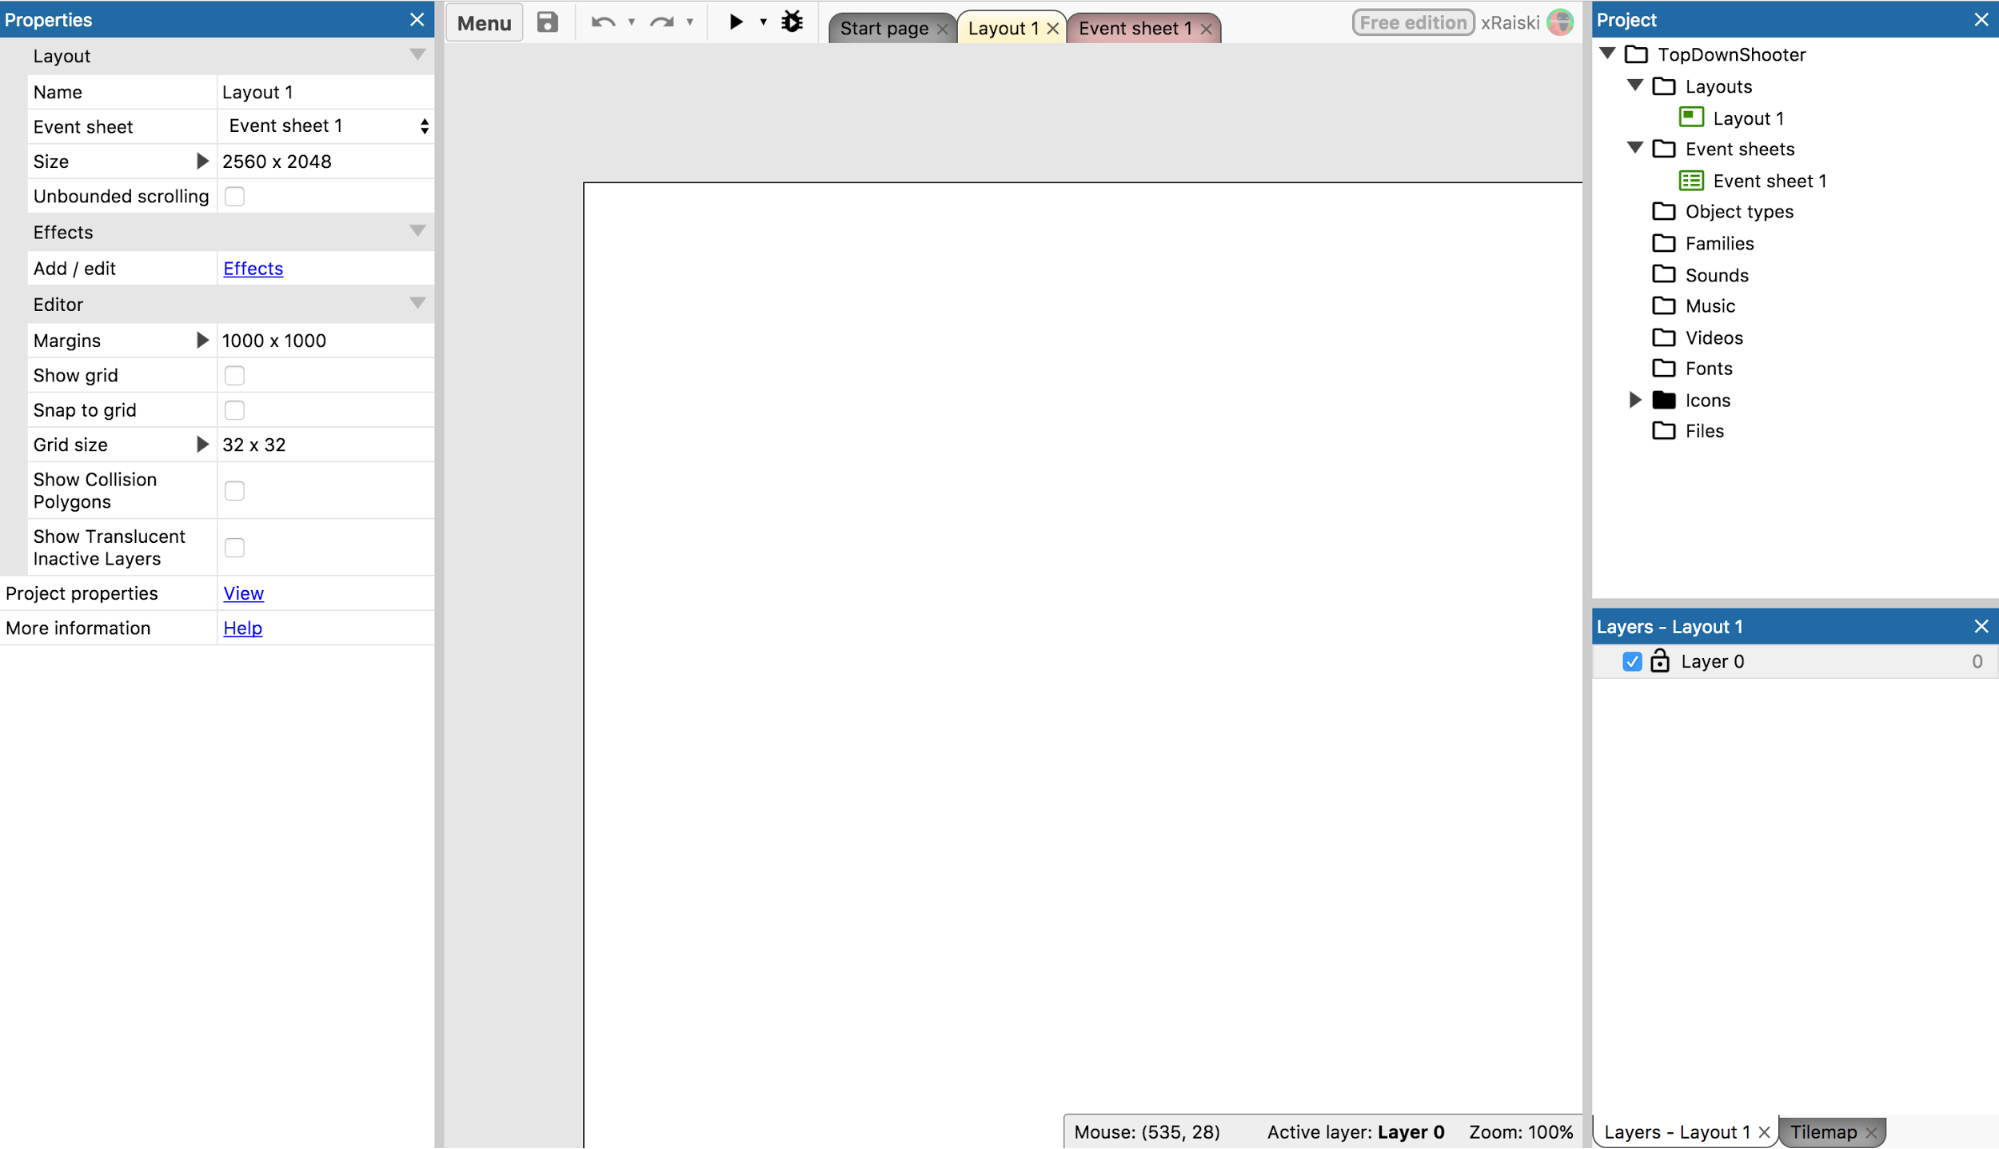 Properties
Layout
Name Layout 1
Event sheet Event sheet 1
Size 2560 x 2048
Unbounded scrolling
Effects
Add / edit Effects
Editor
Margins 1000 x 1000
Show grid
Snap to grid
Grid size 32 x 32
Show Collision
Polygons
Show Translucent
Inactive Layers
Project properties View
More information Help
Menu Start page Layout 1 Event sheet 1 Free edition xRaiski
Mouse: (535, 28) Active layer: Layer 0 Zoom: 100%
Project
TopDownShooter
Layouts
Layout 1
Event sheets
Event sheet 1
Object types
Families
Sounds
Music
Videos
Fonts
Icons
Files
Layers - Layout 1
Layer 0 0
Layers - Layout 1 Tilemap